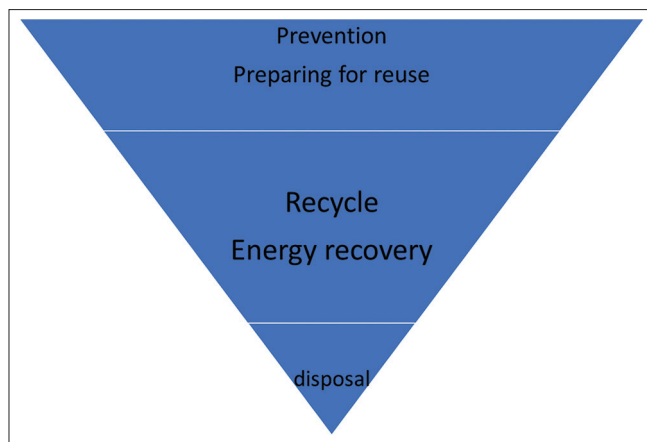 Prevention
Preparing for reuse
Recycle
Energy recovery
disposal